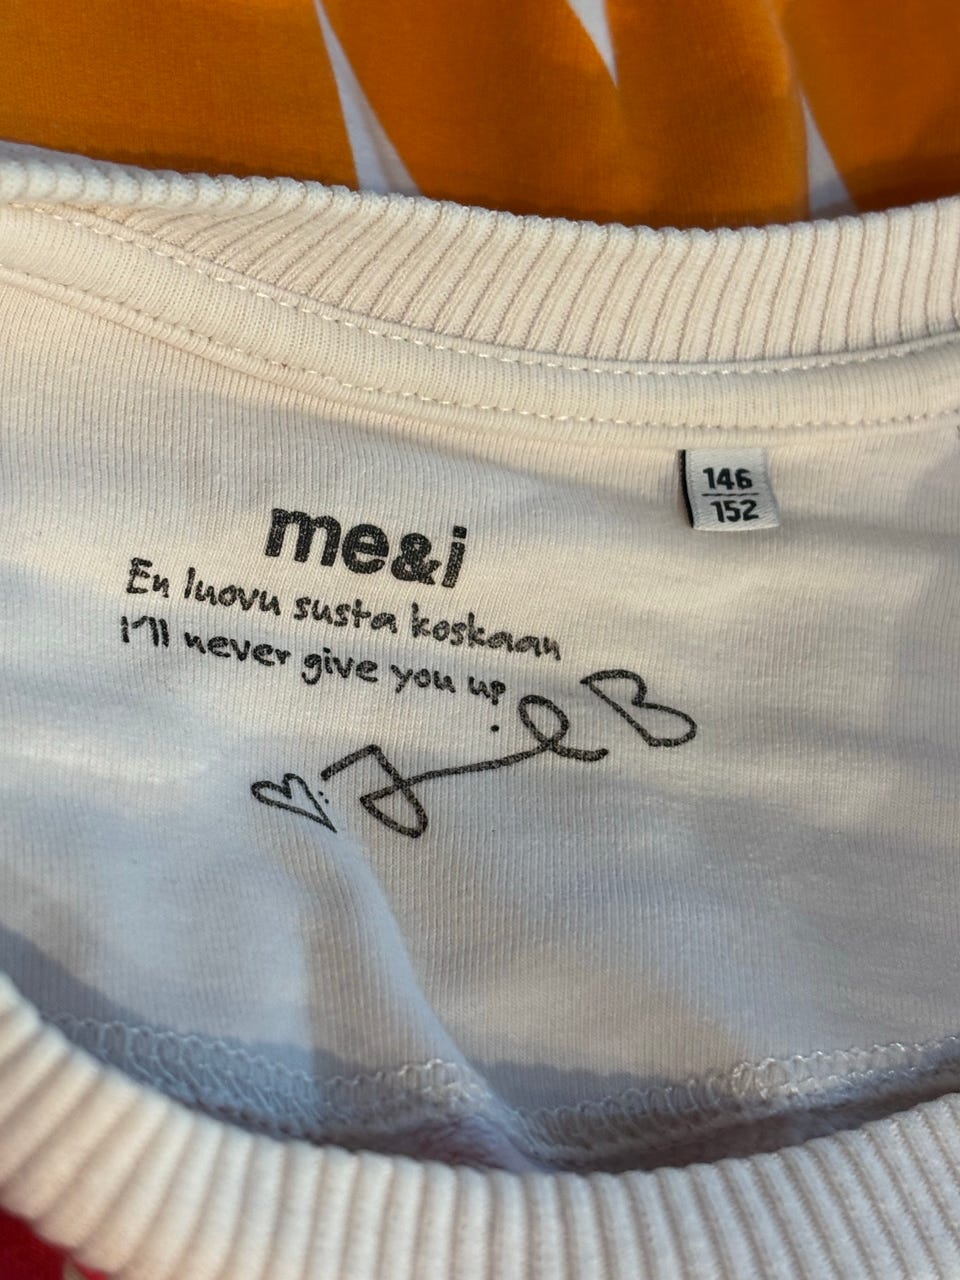 146
152
me&i
En luovu susta koskaan
I'll never give you up